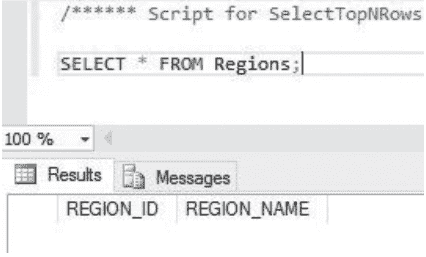 /****** Script for SelectTopNRows
SELECT * FROM Regions;
100 %
Results Messages
REGION_ID REGION_NAME